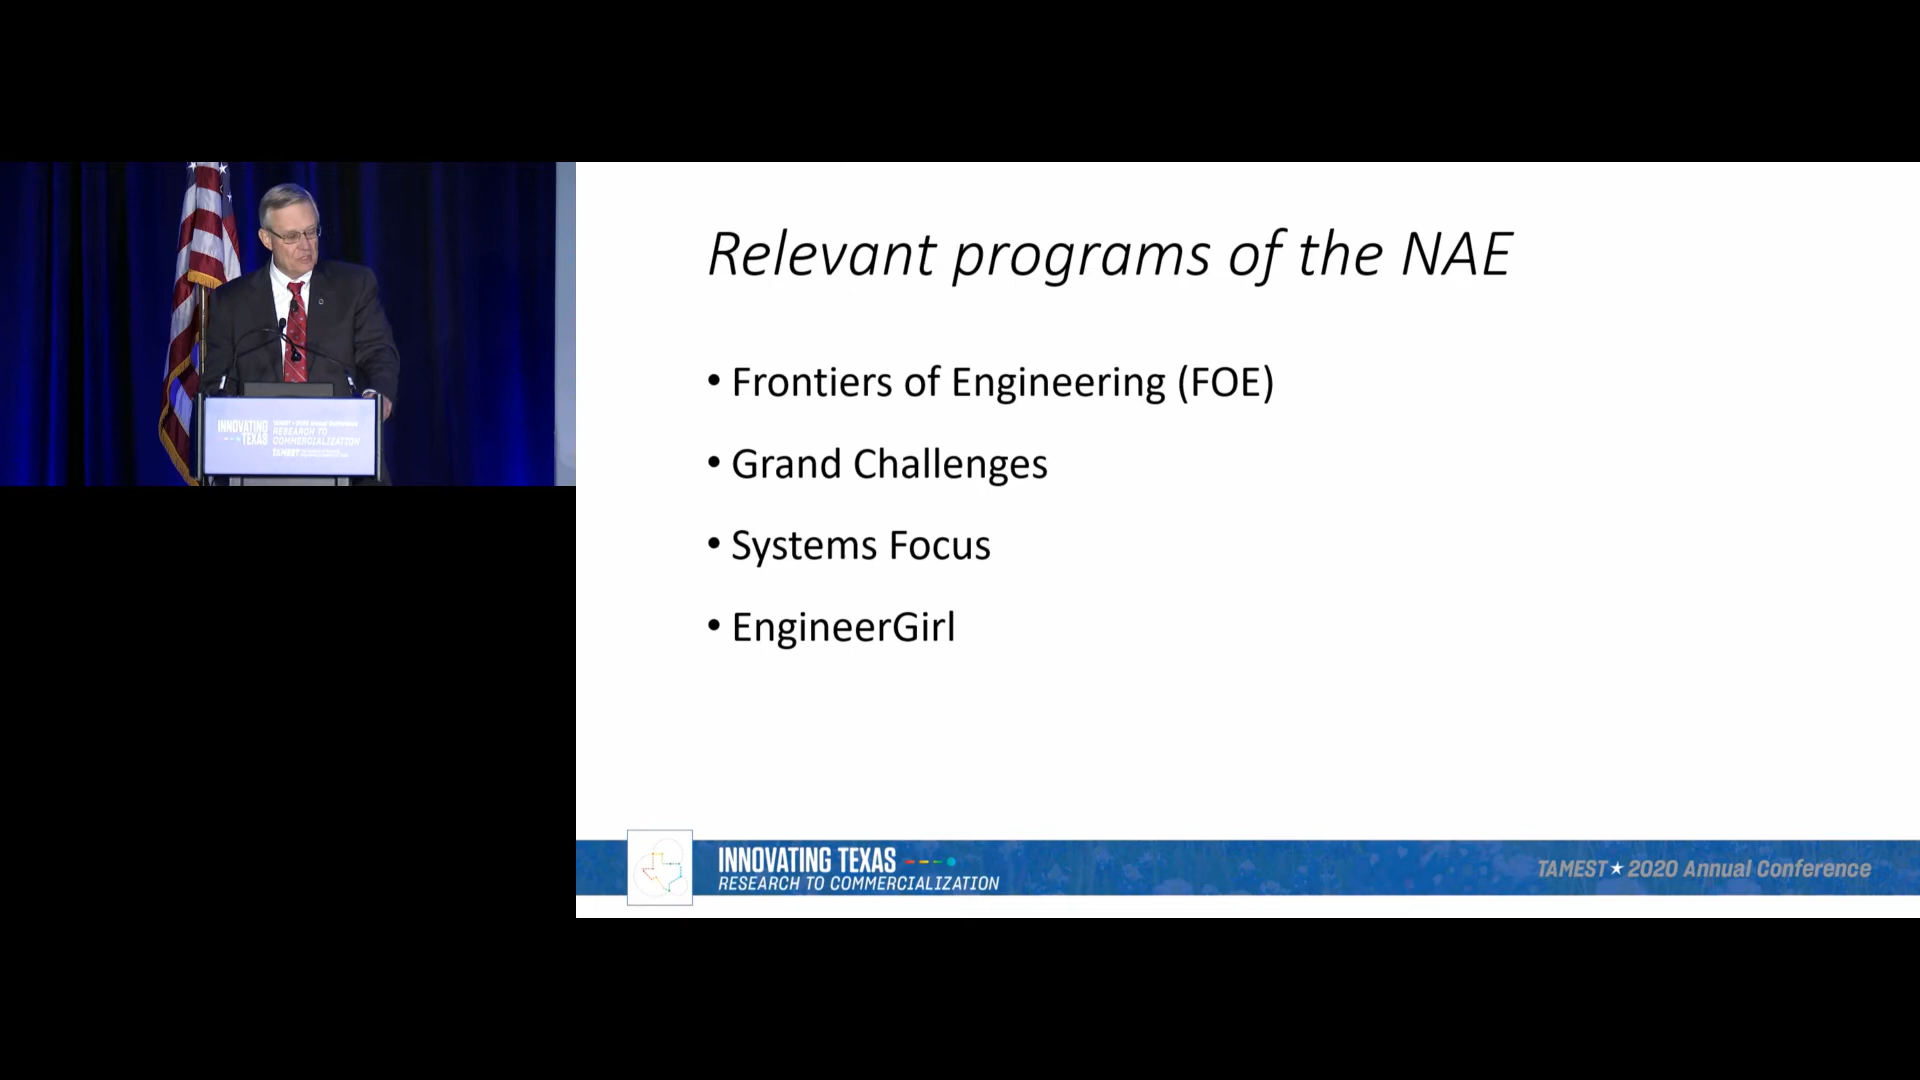 INNOVATING
TEXAS
RESEARCH TO
COMMERCIALIZATION
TAMEST
Relevant programs of the NAE
• Frontiers of Engineering (FOE)
• Grand Challenges
• Systems Focus
• EngineerGirl
INNOVATING TEXAS
RESEARCH TO COMMERCIALIZATION
TAMEST★2020 Annual Conference